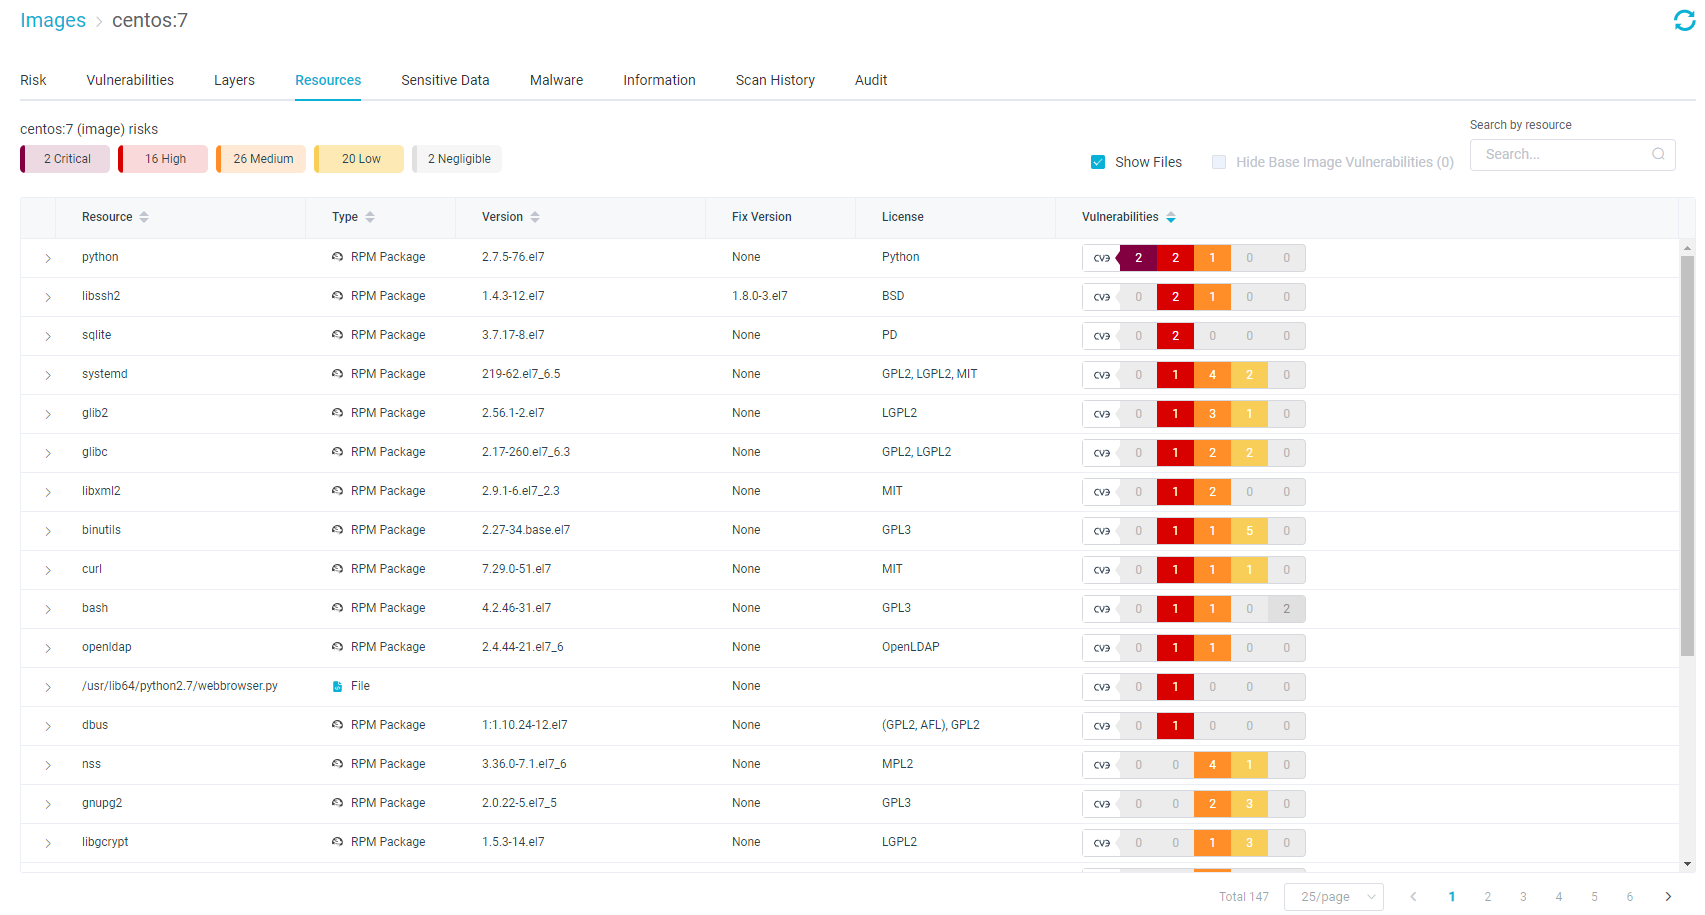 Images > centos:7
Risk Vulnerabilities Layers Resources Sensitive Data Malware Information Scan History Audit
centos:7 (image) risks
2 Critical 16 High 26 Medium 20 Low 2 Negligible
Show Files Hide Base Image Vulnerabilities (0)
Search by resource
Search...
Resource Type Version Fix Version License Vulnerabilities
python RPM Package 2.7.5-76.el7 None Python CVE 2 2 1 0 0
libssh2 RPM Package 1.4.3-12.el7 1.8.0-3.el7 BSD CVE 0 2 1 0 0
sqlite RPM Package 3.7.17-8.el7 None PD CVE 0 2 0 0 0
systemd RPM Package 219-62.el7_6.5 None GPL2, LGPL2, MIT CVE 0 1 4 2 0
glib2 RPM Package 2.56.1-2.el7 None LGPL2 CVE 0 1 3 1 0
glibc RPM Package 2.17-260.el7_6.3 None GPL2, LGPL2 CVE 0 1 2 2 0
libxml2 RPM Package 2.9.1-6.el7_2.3 None MIT CVE 0 1 2 0 0
binutils RPM Package 2.27-34.base.el7 None GPL3 CVE 0 1 1 5 0
curl RPM Package 7.29.0-51.el7 None MIT CVE 0 1 1 1 0
bash RPM Package 4.2.46-31.el7 None GPL3 CVE 0 1 1 0 2
openldap RPM Package 2.4.44-21.el7_6 None OpenLDAP CVE 0 1 1 0 0
/usr/lib64/python2.7/webbrowser.py File None CVE 0 1 0 0 0
dbus RPM Package 1:1.10.24-12.el7 None (GPL2, AFL), GPL2 CVE 0 1 0 0 0
nss RPM Package 3.36.0-7.1.el7_6 None MPL2 CVE 0 0 4 1 0
gnupg2 RPM Package 2.0.22-5.el7_5 None GPL3 CVE 0 0 2 3 0
libgcrypt RPM Package 1.5.3-14.el7 None LGPL2 CVE 0 0 1 3 0
Total 147 25/page < 1 2 3 4 5 6 >